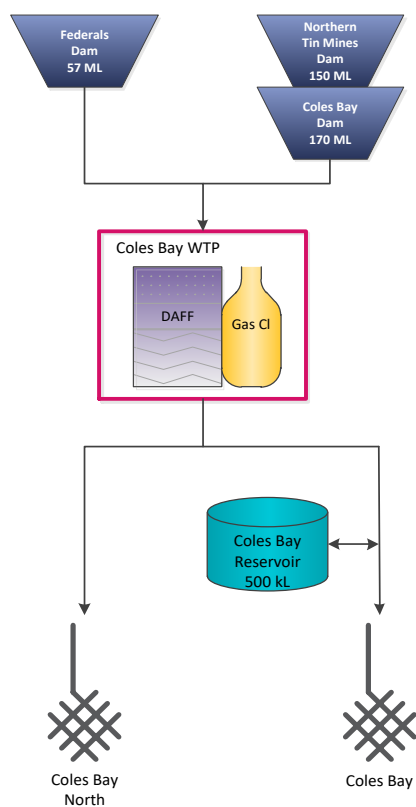 Federals
Dam
57 ML
Northern
Tin Mines
Dam
150 ML
Coles Bay
Dam
170 ML
Coles Bay WTP
DAFF
Gas Cl
Coles Bay
Reservoir
500 kL
Coles Bay
North
Coles Bay